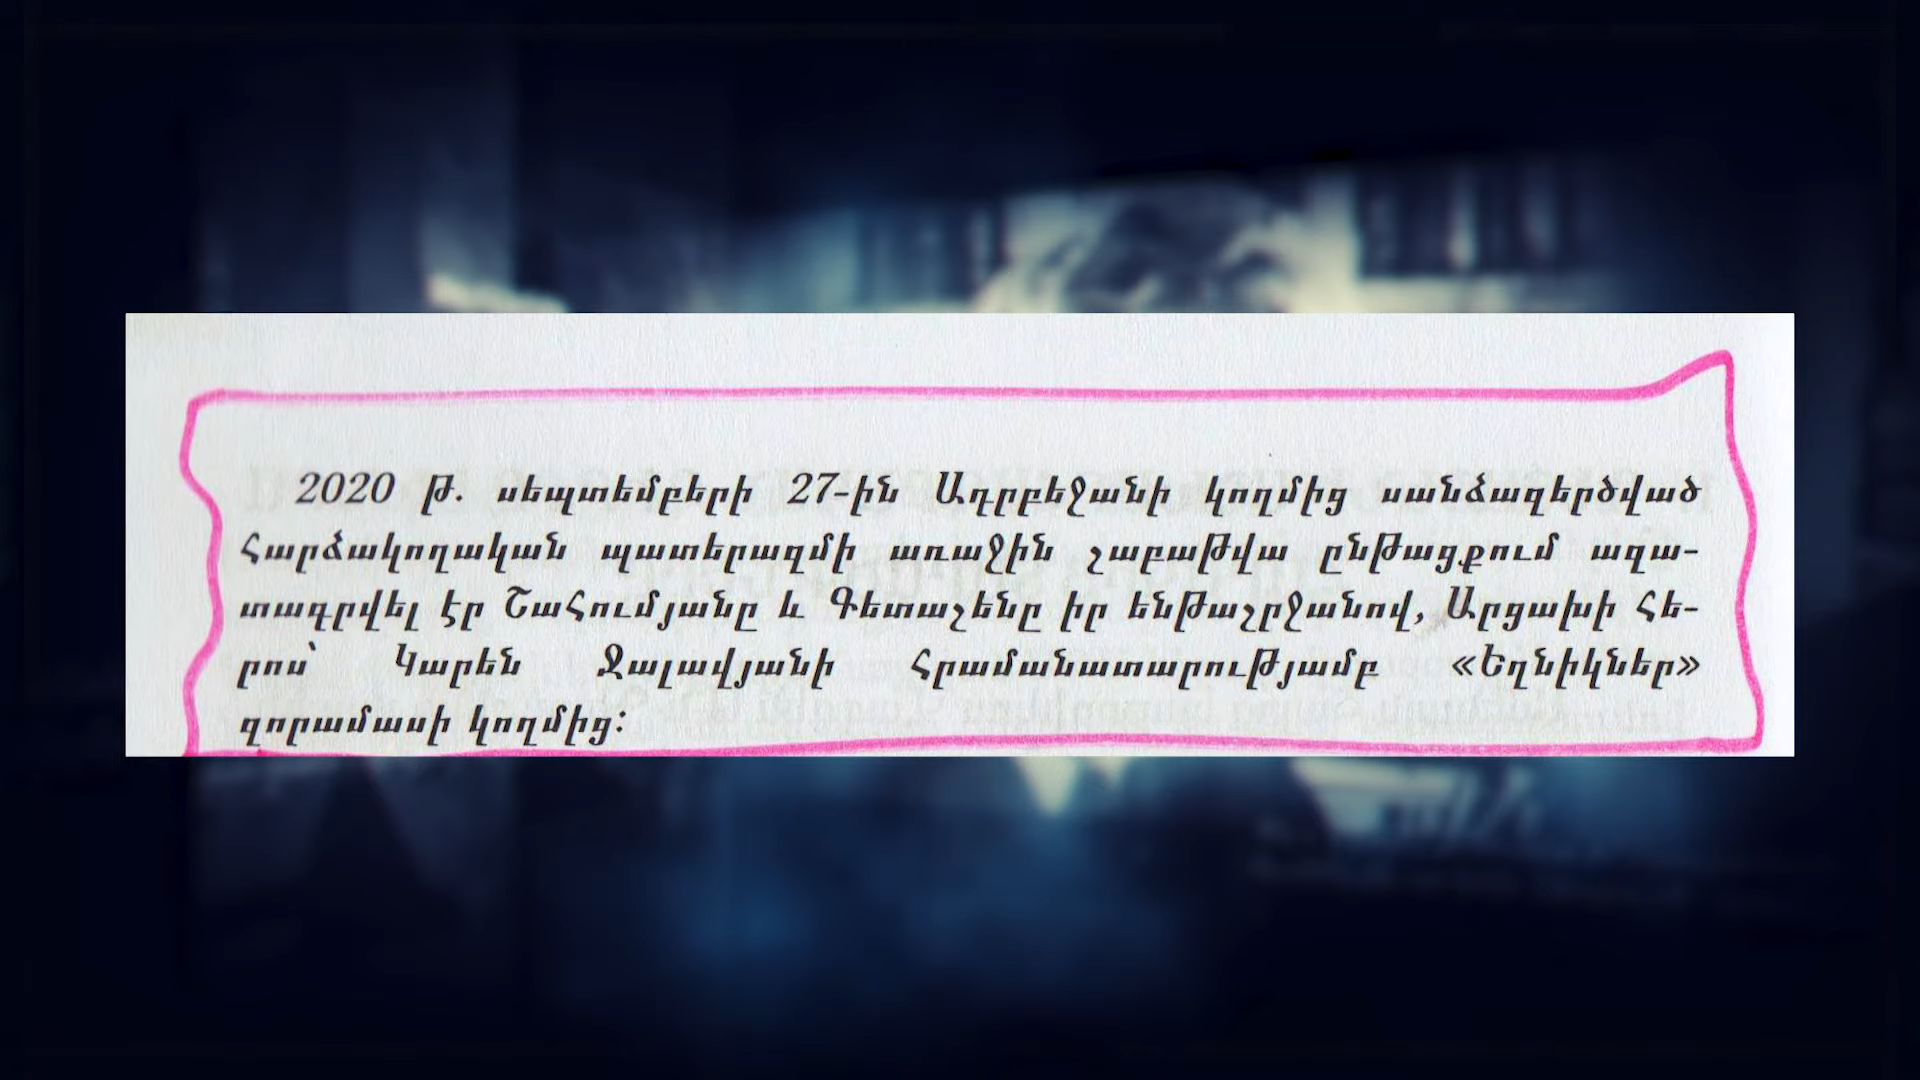 2020 թ. սեպտեմբերի 27-ին Ադրբեջանի կողմից սանձազերծված
հարձակողական պատերազմի առաջին շաբաթվա ընթացքում ազա-
տագրվել էր Շահումյանը և Գետաշենը իր ենթաշրջանով, Արցախի հե-
րոս՝ Կարեն Ջալավյանի հրամանատարությամբ «Եղնիկներ»
զորամասի կողմից: